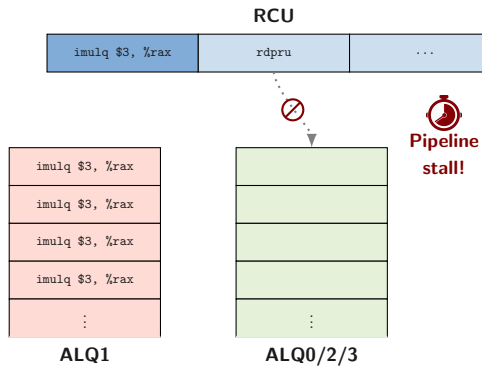 RCU
imulq $3, %rax
rdpru
...
Pipeline
stall!
imulq $3, %rax
imulq $3, %rax
imulq $3, %rax
imulq $3, %rax
⋮
⋮
ALQ1
ALQ0/2/3